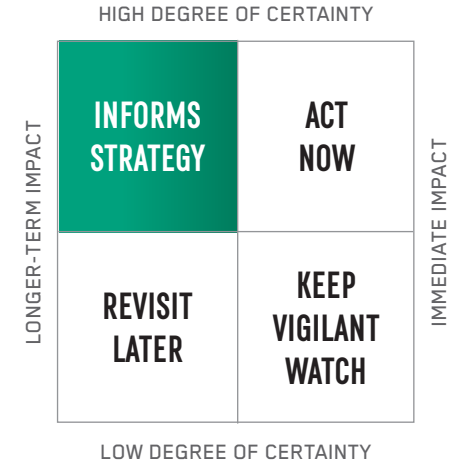 HIGH DEGREE OF CERTAINTY
LONGER-TERM IMPACT
INFORMS
STRATEGY
ACT
NOW
IMMEDIATE IMPACT
REVISIT
LATER
KEEP
VIGILANT
WATCH
LOW DEGREE OF CERTAINTY